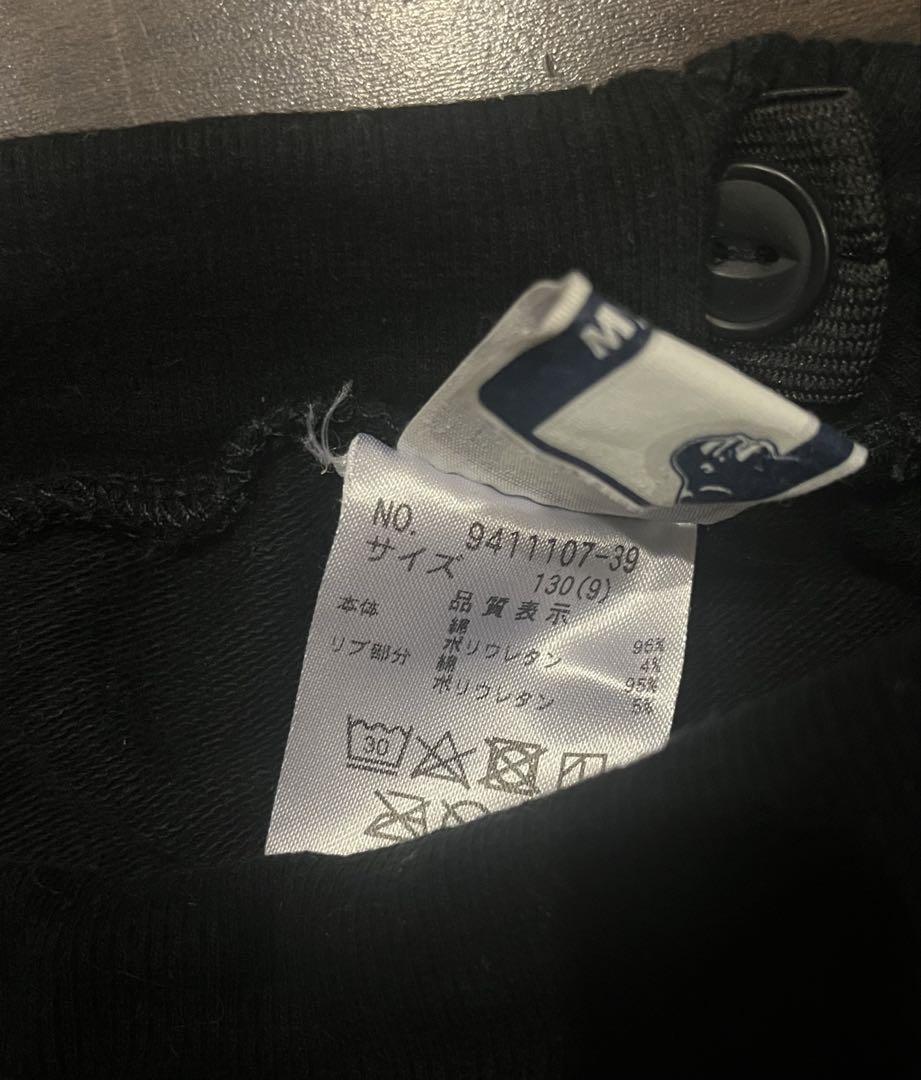 M
NO. 9411107-39
サイズ 130(9)
品質表示
本体 綿 96%
ポリウレタン 4%
リブ部分 綿 95%
ポリウレタン 5%
30